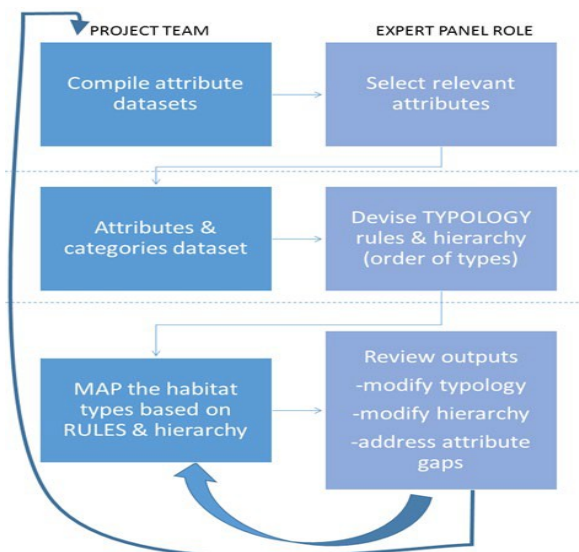 PROJECT TEAM
EXPERT PANEL ROLE
Compile attribute
datasets
Select relevant
attributes
Attributes &
categories dataset
Devise TYPOLOGY
rules & hierarchy
(order of types)
MAP the habitat
types based on
RULES & hierarchy
Review outputs
-modify typology
-modify hierarchy
-address attribute
gaps